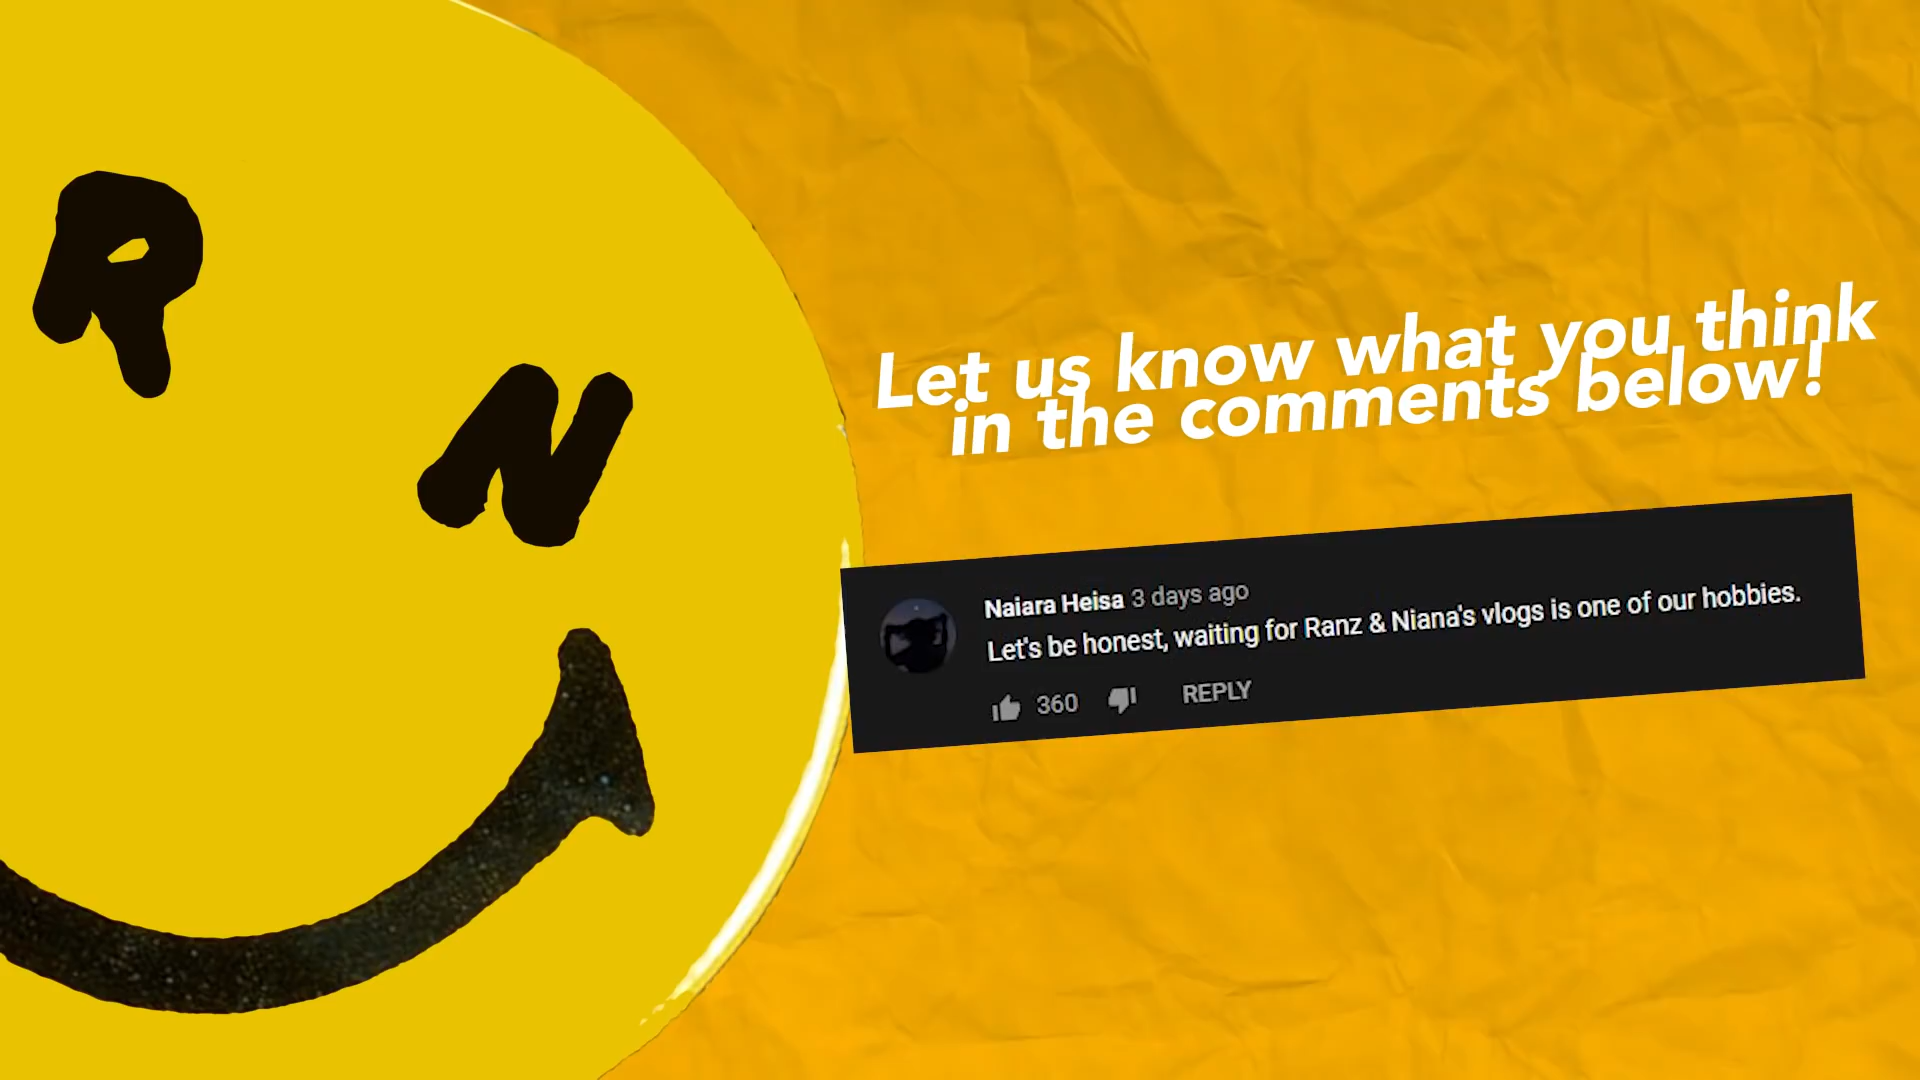 R
N
Let us know what you think
in the comments below!
Naiara Heisa 3 days ago
Let's be honest, waiting for Ranz & Niana's vlogs is one of our hobbies.
360 REPLY